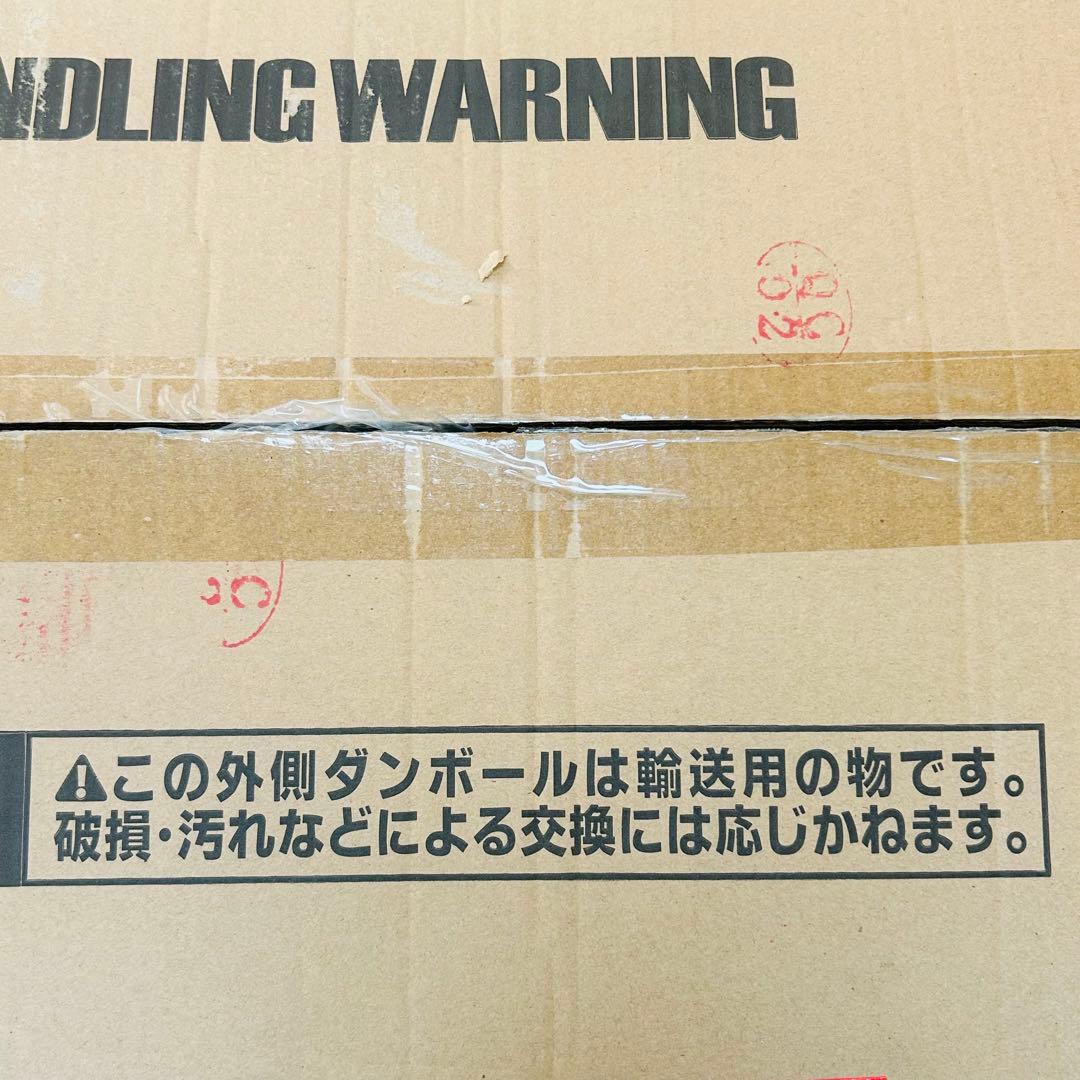 NDLING WARNING
⚠この外側ダンボールは輸送用の物です。
破損・汚れなどによる交換には応じかねます。